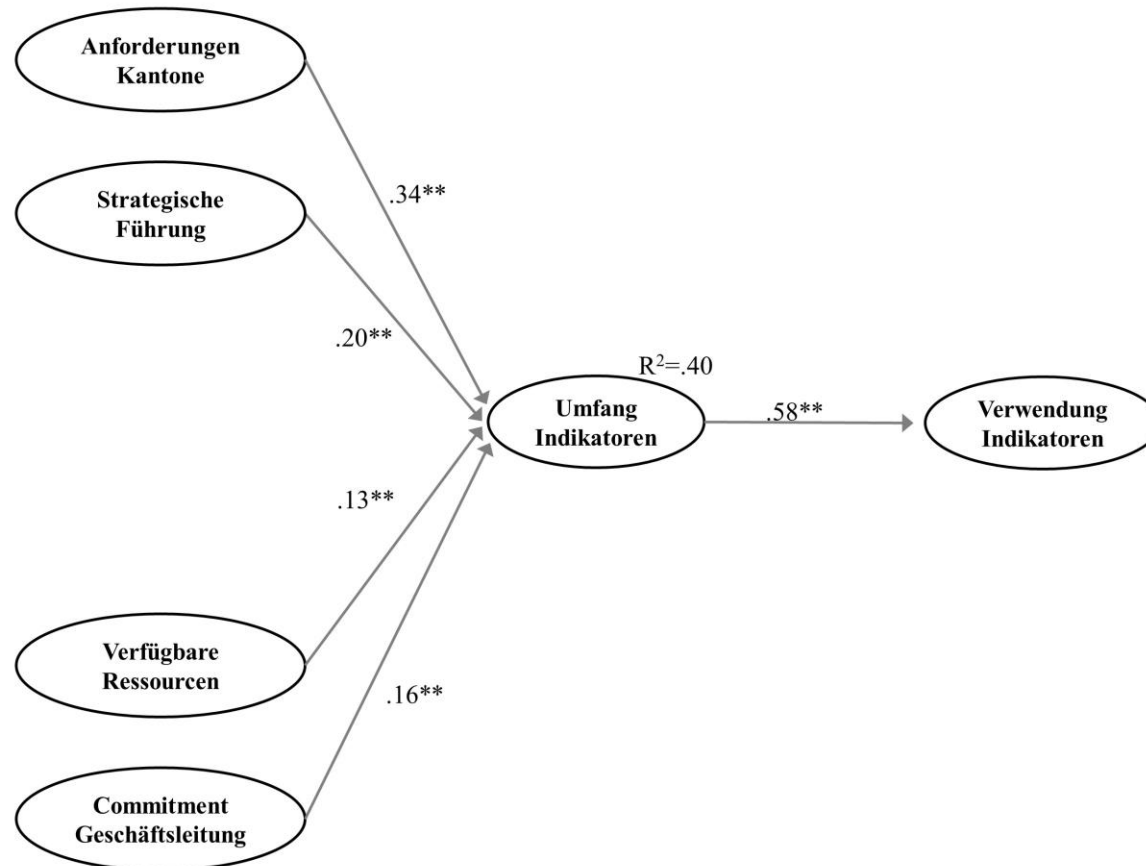 Anforderungen
Kantone
Strategische
Führung
.34**
.20**
R²=.40
Umfang
Indikatoren
.58**
Verwendung
Indikatoren
.13**
Verfügbare
Ressourcen
.16**
Commitment
Geschäftsleitung